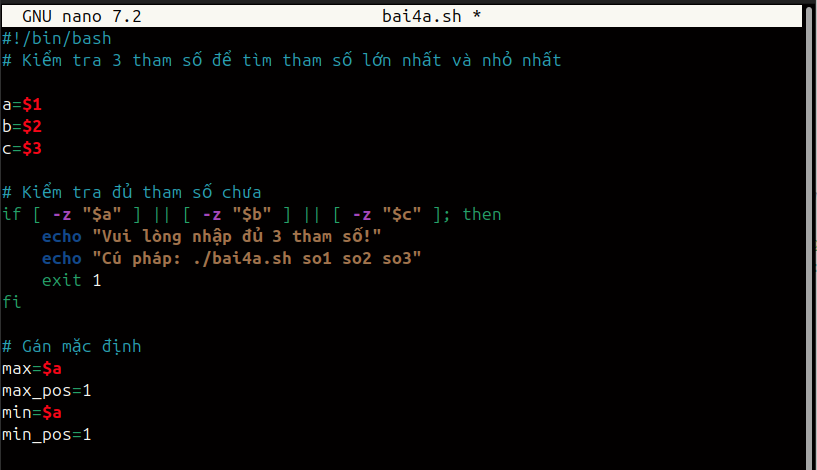 GNU nano 7.2 bai4a.sh *
#!/bin/bash
# Kiểm tra 3 tham số để tìm tham số lớn nhất và nhỏ nhất
a=$1
b=$2
c=$3
# Kiểm tra đủ tham số chưa
if [ -z "$a" ] || [ -z "$b" ] || [ -z "$c" ]; then
    echo "Vui lòng nhập đủ 3 tham số!"
    echo "Cú pháp: ./bai4a.sh so1 so2 so3"
    exit 1
fi
# Gán mặc định
max=$a
max_pos=1
min=$a
min_pos=1